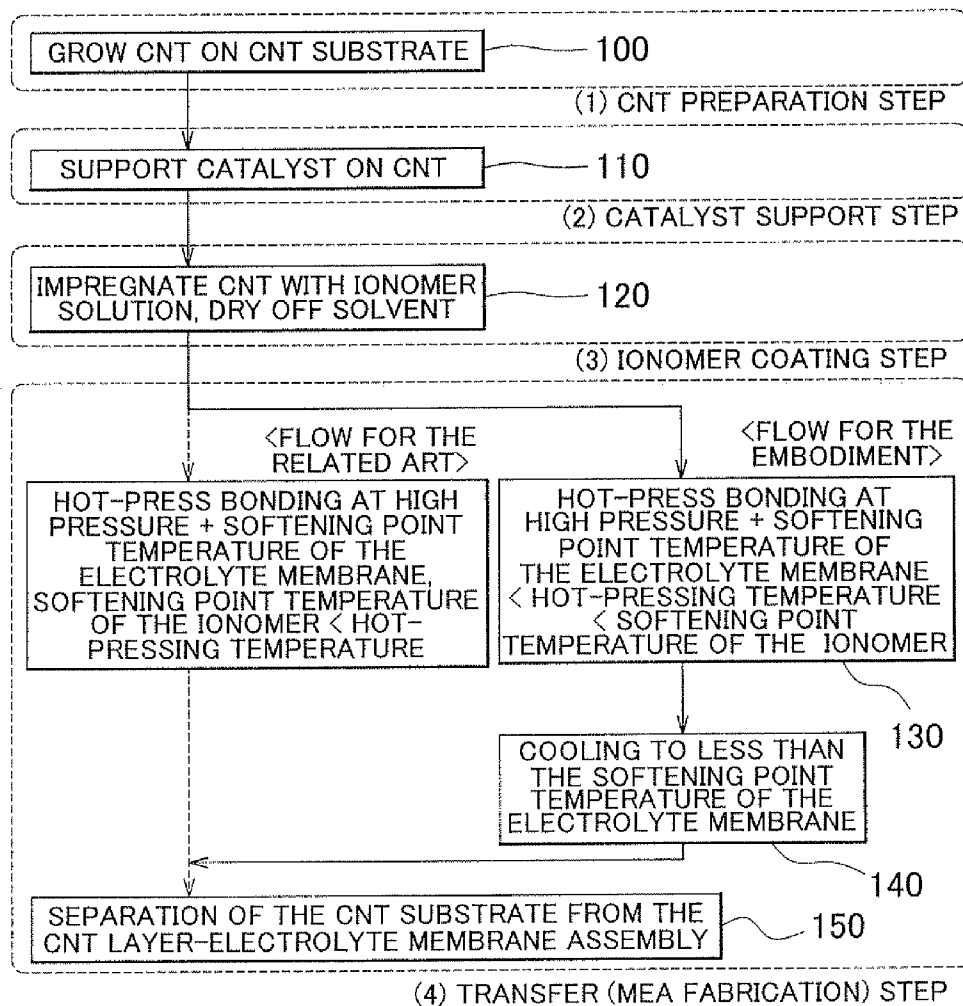 GROW CNT ON CNT SUBSTRATE
100
(1) CNT PREPARATION STEP
SUPPORT CATALYST ON CNT
110
(2) CATALYST SUPPORT STEP
IMPREGNATE CNT WITH IONOMER
SOLUTION, DRY OFF SOLVENT
120
(3) IONOMER COATING STEP
<FLOW FOR THE
RELATED ART>
HOT-PRESS BONDING AT HIGH
PRESSURE + SOFTENING POINT
TEMPERATURE OF THE
ELECTROLYTE MEMBRANE,
SOFTENING POINT TEMPERATURE
OF THE IONOMER < HOT-
PRESSING TEMPERATURE
<FLOW FOR THE
EMBODIMENT>
HOT-PRESS BONDING AT
HIGH PRESSURE + SOFTENING
POINT TEMPERATURE OF
THE ELECTROLYTE MEMBRANE
< HOT-PRESSING TEMPERATURE
< SOFTENING POINT
TEMPERATURE OF THE IONOMER
130
COOLING TO LESS THAN
THE SOFTENING POINT
TEMPERATURE OF THE
ELECTROLYTE MEMBRANE
140
SEPARATION OF THE CNT SUBSTRATE FROM THE
CNT LAYER-ELECTROLYTE MEMBRANE ASSEMBLY
150
(4) TRANSFER (MEA FABRICATION) STEP